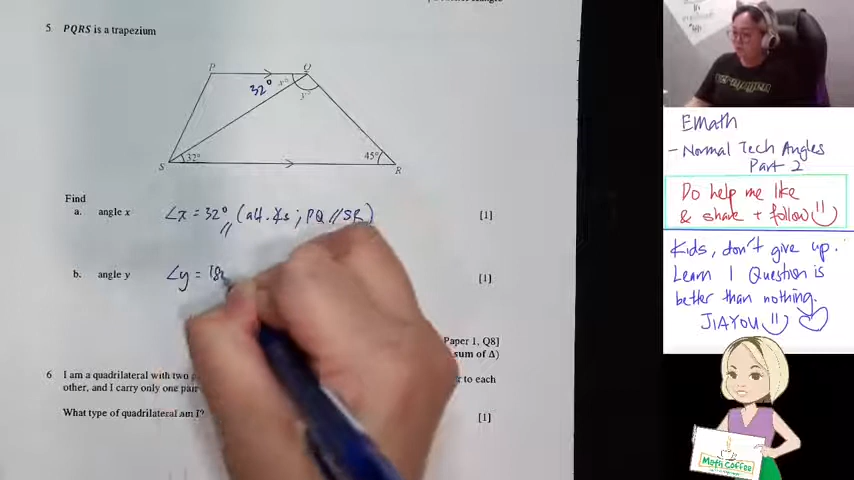 5 PQRS is a trapezium
P
Q
32°
x°
y°
S
32°
45°
R
Find
a. angle x
∠x = 32° (alt. ∠s ; PQ // SR)
[1]
b. angle y
∠y = 18
[1]
Paper 1, Q8]
sum of Δ)
6 I am a quadrilateral with two
to each
other, and I carry only one pair
What type of quadrilateral am I?
[1]
EMath
- Normal Tech Angles
Part 2
Do help me like
& share + follow
Kids, don't give up.
Learn 1 Question is
better than nothing.
JIAYOU
Math Coffee